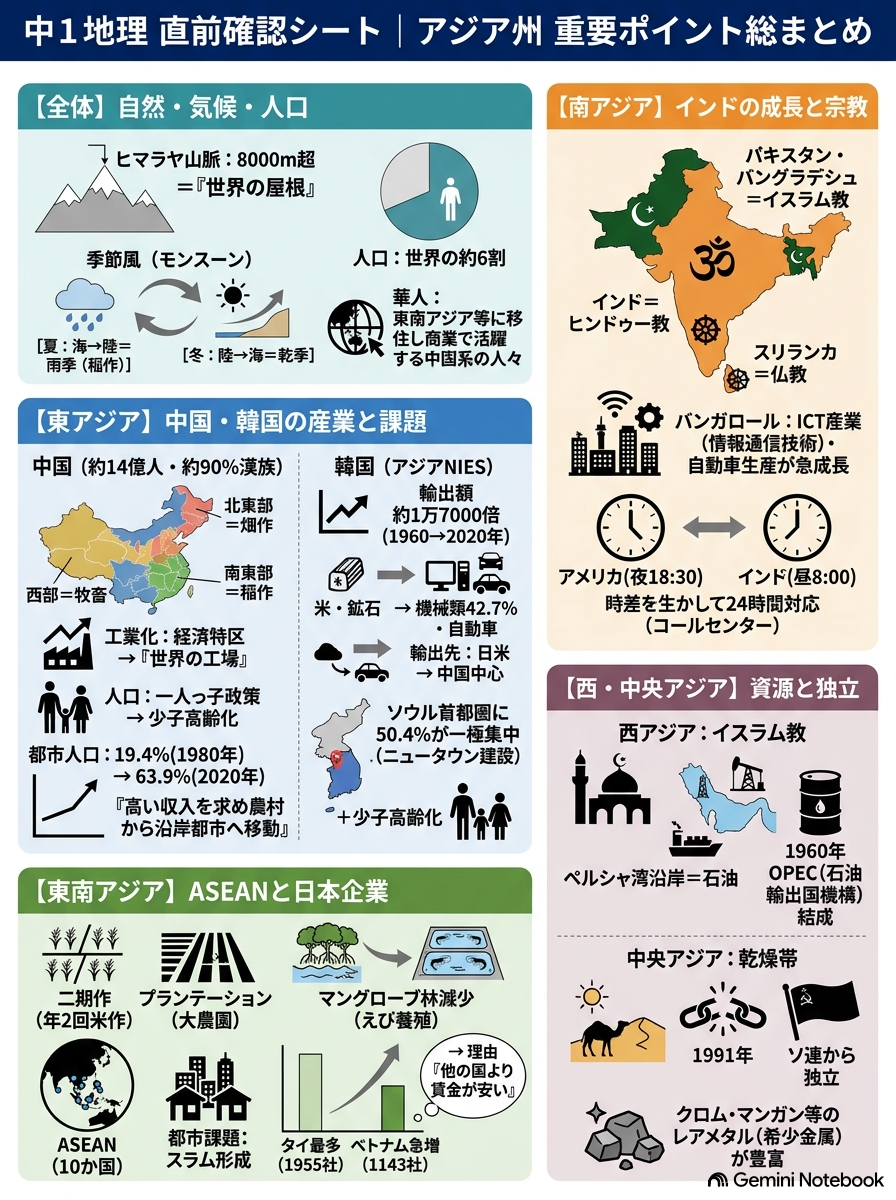 中1地理 直前確認シート｜アジア州 重要ポイント総まとめ
【全体】自然・気候・人口
ヒマラヤ山脈：8000m超
＝『世界の屋根』
人口：世界の約6割
季節風（モンスーン）
[夏：海→陸＝
雨季（稲作）]
[冬：陸→海＝乾季]
華人：
東南アジア等に移
住し商業で活躍
する中国系の人々
【東アジア】中国・韓国の産業と課題
中国（約14億人・約90%漢族）
北東部
＝畑作
南東部
＝稲作
西部＝牧畜
工業化：経済特区
→『世界の工場』
人口：一人っ子政策
→ 少子高齢化
都市人口：19.4%(1980年)
→ 63.9%(2020年)
『高い収入を求め農村
から沿岸都市へ移動』
韓国（アジアNIES）
輸出額
約1万7000倍
(1960→2020年)
米・鉱石
→ 機械類42.7%
・自動車
輸出先：日米
→ 中国中心
ソウル首都圏に
50.4%が一極集中
（ニュータウン建設）
＋少子高齢化
【東南アジア】ASEANと日本企業
二期作
（年2回米作）
プランテーション
（大農園）
マングローブ林減少
（えび養殖）
ASEAN
（10か国）
都市課題：
スラム形成
タイ最多
（1955社）
ベトナム急増
（1143社）
→ 理由
『他の国より
賃金が安い』
【南アジア】インドの成長と宗教
パキスタン・
バングラデシュ
＝イスラム教
インド＝
ヒンドゥー教
スリランカ
＝仏教
バンガロール：ICT産業
（情報通信技術）・
自動車生産が急成長
アメリカ(夜18:30)
インド(昼8:00)
時差を生かして24時間対応
（コールセンター）
【西・中央アジア】資源と独立
西アジア：イスラム教
ペルシャ湾沿岸＝石油
1960年
OPEC（石油
輸出国機構）
結成
中央アジア：乾燥帯
1991年
ソ連から
独立
クロム・マンガン等の
レアメタル（希少金属）
が豊富
Gemini Notebook